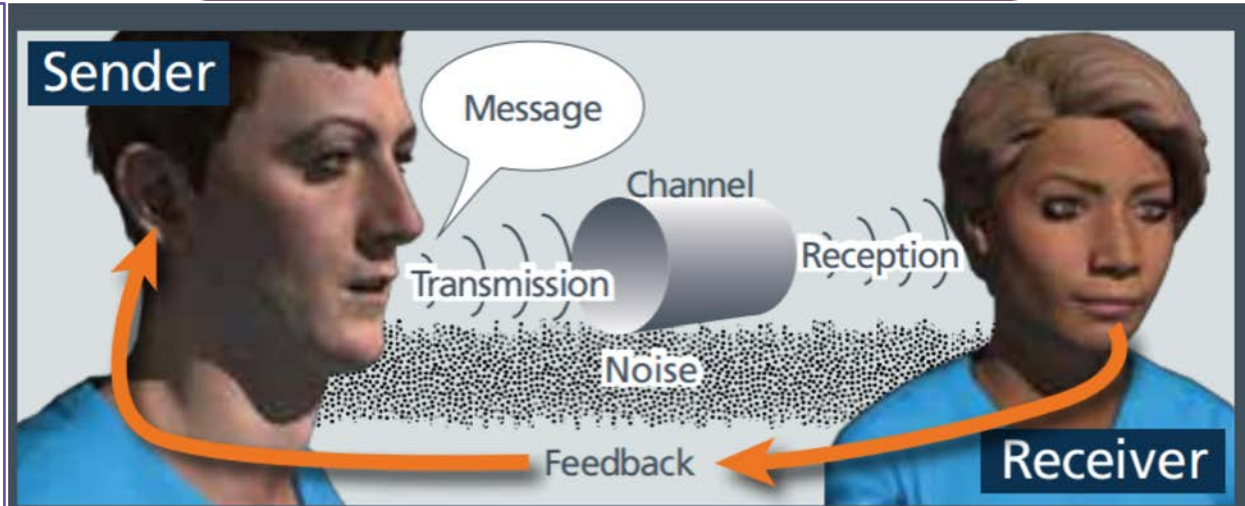 Sender
Message
Channel
Transmission
Reception
Noise
Feedback
Receiver